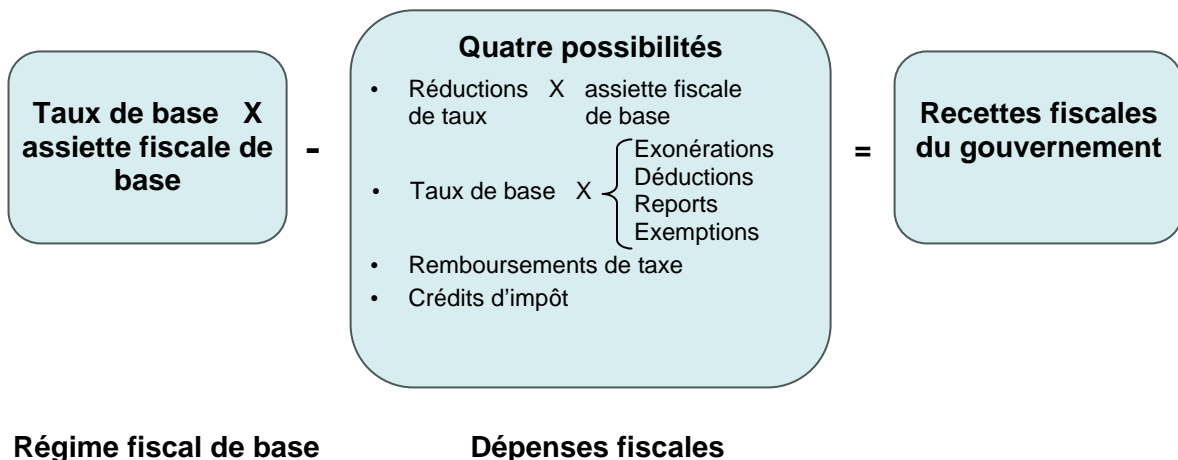 Taux de base X
assiette fiscale de
base
-
Quatre possibilités
• Réductions X assiette fiscale
de taux de base
• Taux de base X
Exonérations
Déductions
Reports
Exemptions
• Remboursements de taxe
• Crédits d'impôt
=
Recettes fiscales
du gouvernement
Régime fiscal de base
Dépenses fiscales